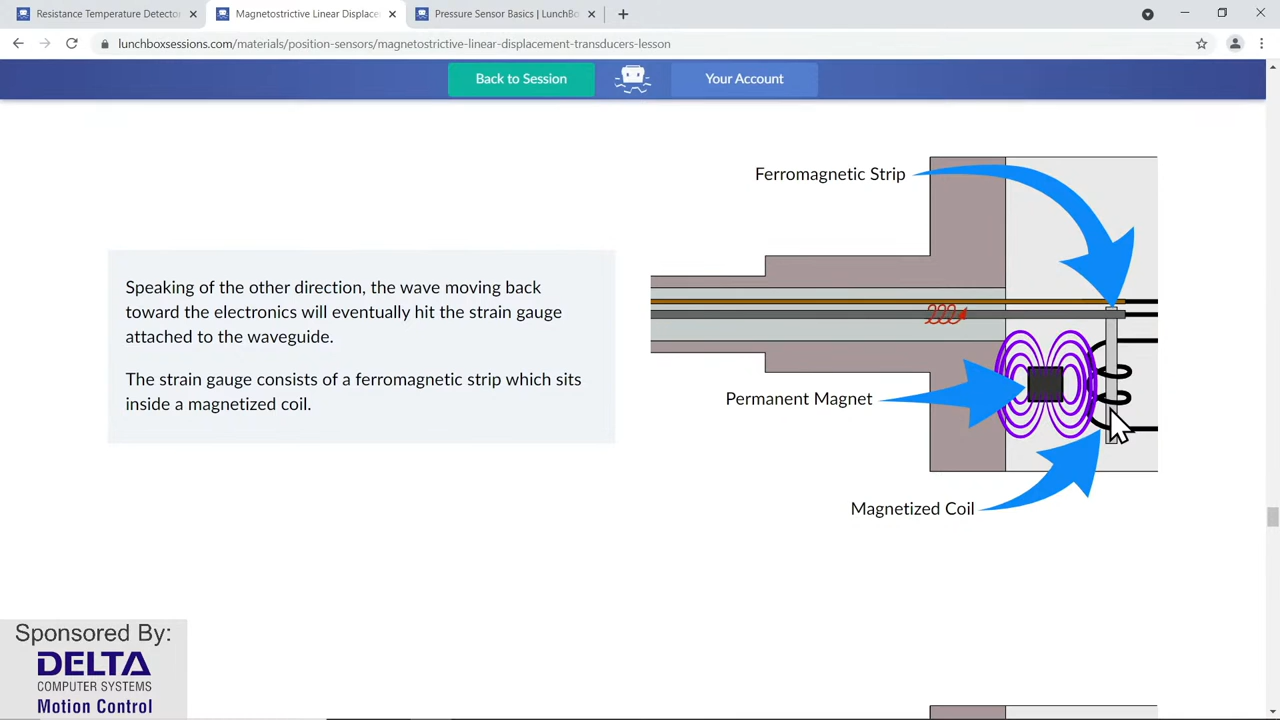 Resistance Temperature Detector
Magnetostrictive Linear Displace
Pressure Sensor Basics | LunchBo
lunchboxsessions.com/materials/position-sensors/magnetostrictive-linear-displacement-transducers-lesson
Back to Session
Your Account
Ferromagnetic Strip
Speaking of the other direction, the wave moving back
toward the electronics will eventually hit the strain gauge
attached to the waveguide.
The strain gauge consists of a ferromagnetic strip which sits
inside a magnetized coil.
Permanent Magnet
Magnetized Coil
Sponsored By:
DELTA
COMPUTER SYSTEMS
Motion Control